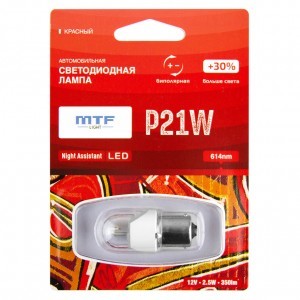 КРАСНЫЙ
АВТОМОБИЛЬНАЯ
СВЕТОДИОДНАЯ
ЛАМПА
биполярная
+30%
больше света
MTF
LIGHT
P21W
Night Assistant LED
614nm
12V - 2.5W - 350lm